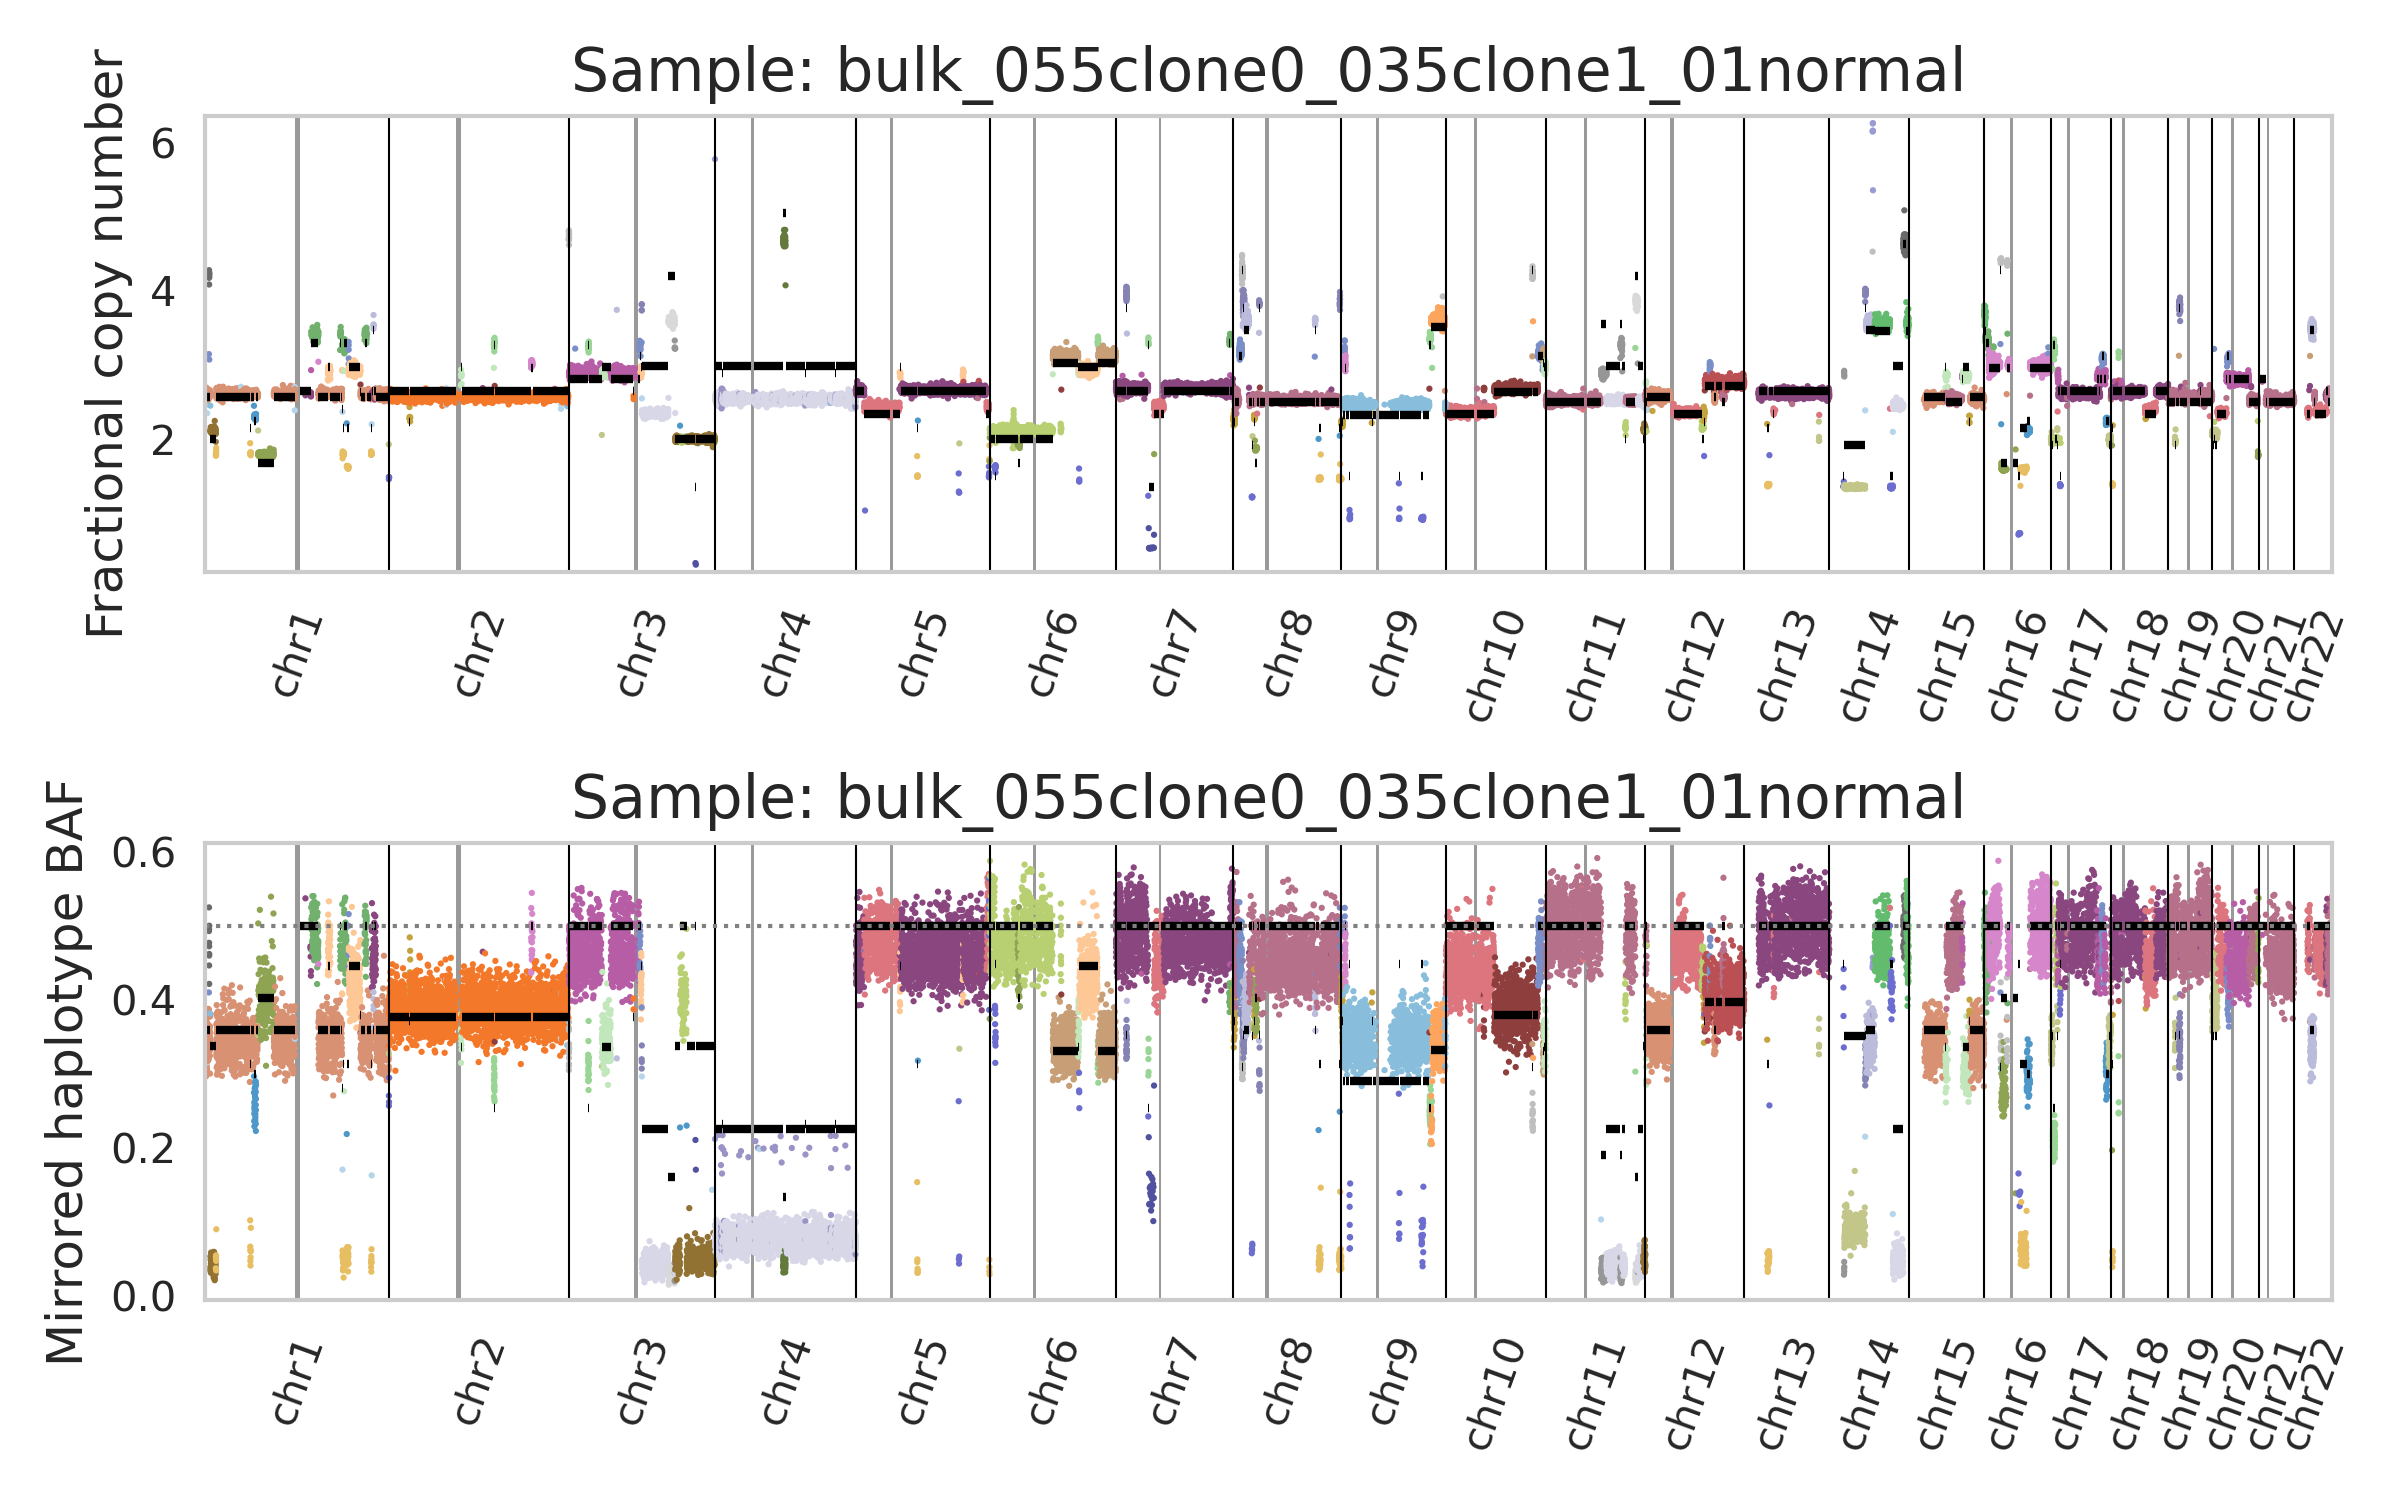 Sample: bulk_055clone0_035clone1_01normal
Fractional copy number
6
4
2
chr1
chr2
chr3
chr4
chr5
chr6
chr7
chr8
chr9
chr10
chr11
chr12
chr13
chr14
chr15
chr16
chr17
chr18
chr19
chr20
chr21
chr22
Sample: bulk_055clone0_035clone1_01normal
Mirrored haplotype BAF
0.6
0.4
0.2
0.0
chr1
chr2
chr3
chr4
chr5
chr6
chr7
chr8
chr9
chr10
chr11
chr12
chr13
chr14
chr15
chr16
chr17
chr18
chr19
chr20
chr21
chr22